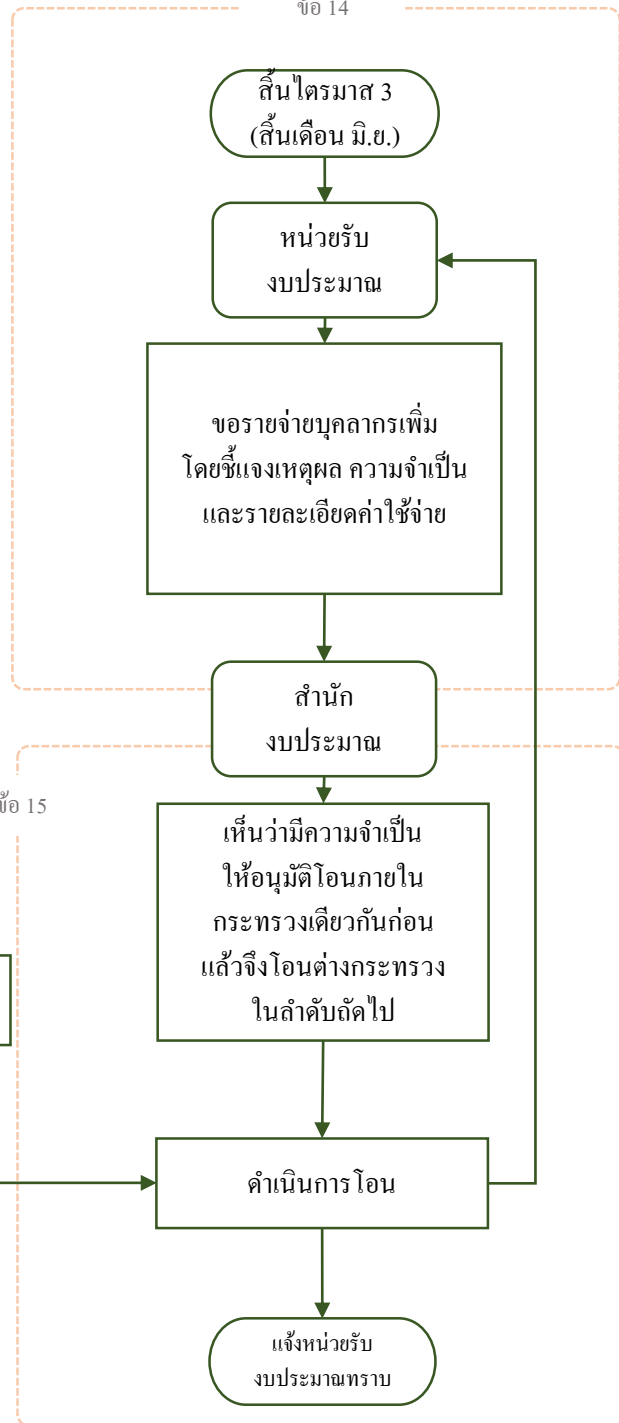 ข้อ 14
สิ้นไตรมาส 3
(สิ้นเดือน มิ.ย.)
หน่วยรับ
งบประมาณ
ขอรายจ่ายบุคลากรเพิ่ม
โดยชี้แจงเหตุผล ความจำเป็น
และรายละเอียดค่าใช้จ่าย
สำนัก
งบประมาณ
ข้อ 15
เห็นว่ามีความจำเป็น
ให้อนุมัติโอนภายใน
กระทรวงเดียวกันก่อน
แล้วจึงโอนต่างกระทรวง
ในลำดับถัดไป
ดำเนินการโอน
แจ้งหน่วยรับ
งบประมาณทราบ